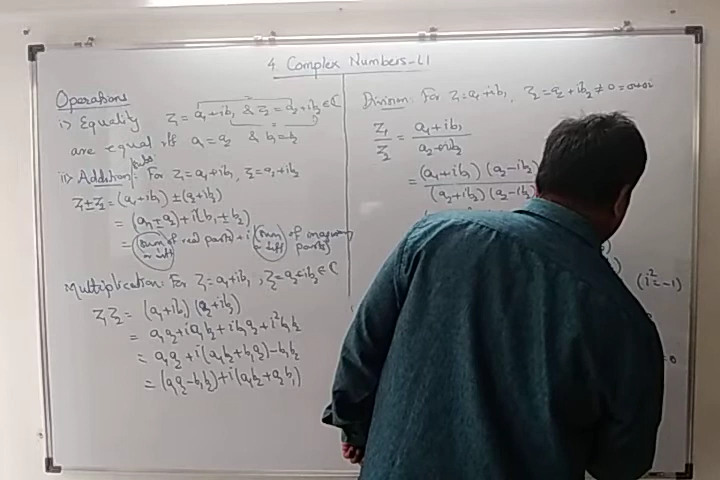 4 Complex Numbers-L1
Operations
i) Equality z₁ = a₁+ib₁ & z₂ = a₂+ib₂ ∈ ℂ
are equal iff a₁ = a₂ & b₁ = b₂
ii) Addition: For z₁ = a₁+ib₁, z₂ = a₂+ib₂
z₁±z₂ = (a₁+ib₁) ± (a₂+ib₂)
= (a₁±a₂) + i(b₁±b₂)
= (sum of real parts) + i (sum of imaginary
or diff or diff parts)
Multiplication: For z₁ = a₁+ib₁, z₂ = a₂+ib₂ ∈ ℂ
z₁z₂ = (a₁+ib₁) (a₂+ib₂)
= a₁a₂ + ia₁b₂ + ib₁a₂ + i²b₁b₂
= a₁a₂ + i(a₁b₂ + b₁a₂) - b₁b₂
= (a₁a₂ - b₁b₂) + i(a₁b₂ + a₂b₁)
Division: For z₁ = a₁+ib₁, z₂ = a₂+ib₂ ≠ 0 = 0+0i
z₁/z₂ = (a₁+ib₁)/(a₂+ib₂)
= (a₁+ib₁) (a₂-ib₂)/(a₂+ib₂) (a₂-ib₂)
(i² = -1)